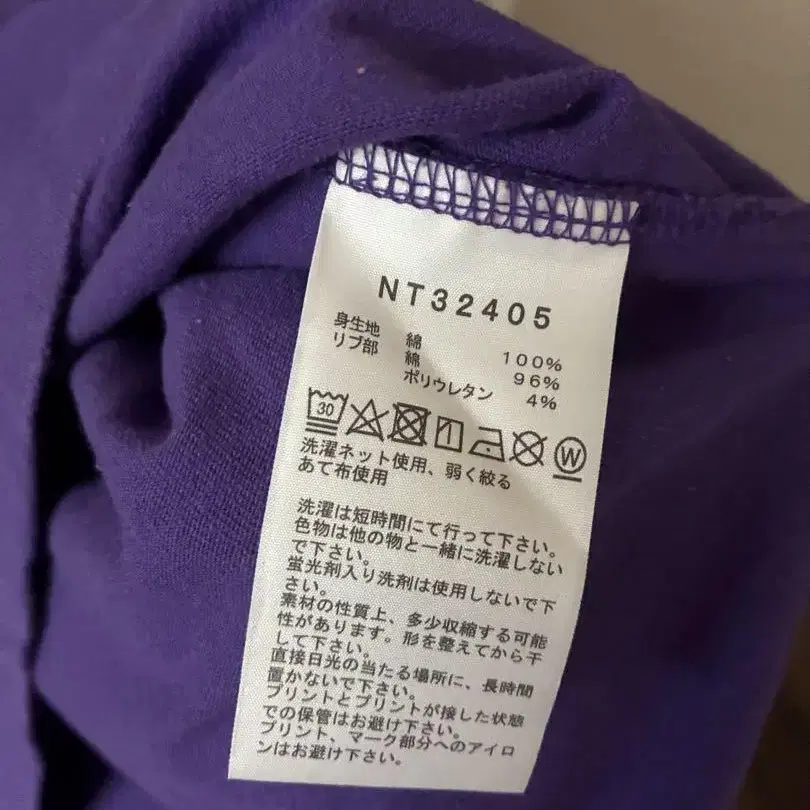 NT32405
身生地 綿 100%
リブ部 綿 96%
ポリウレタン 4%
30 W
洗濯ネット使用、弱く絞る
あて布使用
洗濯は短時間にて行って下さい。
色物は他の物と一緒に洗濯しない
で下さい。
蛍光剤入り洗剤は使用しないで下
さい。
素材の性質上、多少収縮する可能
性があります。形を整えてから干
して下さい。
直接日光の当たる場所に、長時間
置かないで下さい。
プリントとプリントが接した状態
での保管はお避け下さい。
プリント、マーク部分へのアイロ
ンはお避け下さい。